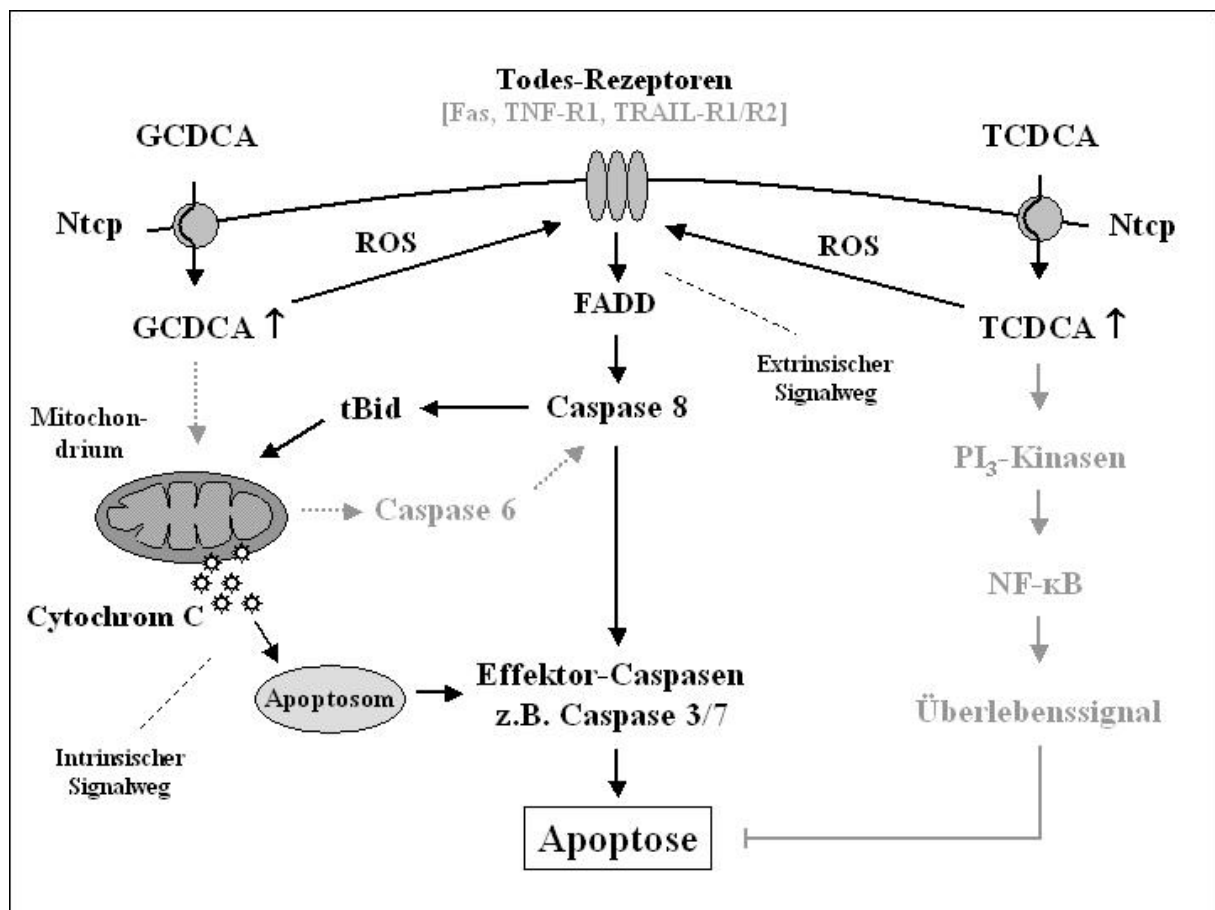 Todes-Rezeptoren
[Fas, TNF-R1, TRAIL-R1/R2]
GCDCA
TCDCA
Ntcp
Ntcp
ROS
ROS
FADD
GCDCA ↑
TCDCA ↑
Extrinsischer
Signalweg
tBid
Caspase 8
Mitochon-
drium
PI₃-Kinasen
Caspase 6
NF-κB
Cytochrom C
Effektor-Caspasen
z.B. Caspase 3/7
Apoptosom
Überlebenssignal
Intrinsischer
Signalweg
Apoptose